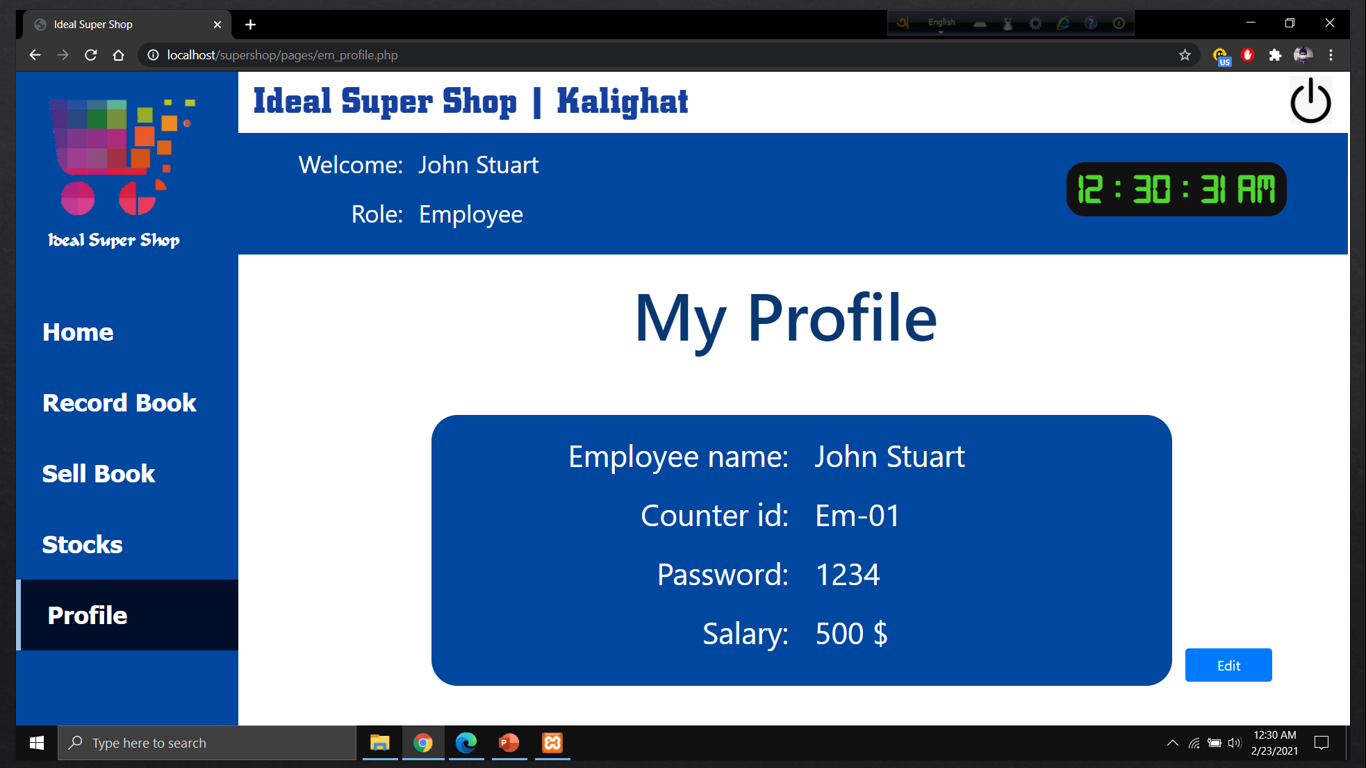 Ideal Super Shop
English
localhost/supershop/pages/em_profile.php
US
Ideal Super Shop | Kalighat
Welcome: John Stuart
Role: Employee
12 : 30 : 31 AM
Ideal Super Shop
Home
Record Book
Sell Book
Stocks
Profile
My Profile
Employee name: John Stuart
Counter id: Em-01
Password: 1234
Salary: 500 $
Edit
Type here to search
12:30 AM
2/23/2021